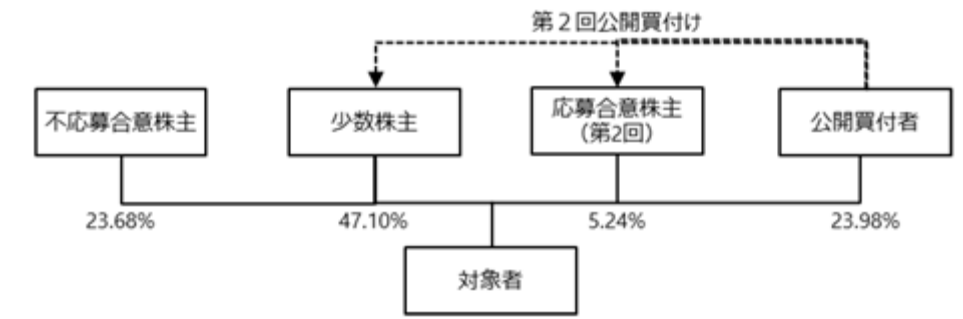 第２回公開買付け
不応募合意株主
少数株主
応募合意株主
（第2回）
公開買付者
23.68%
47.10%
5.24%
23.98%
対象者